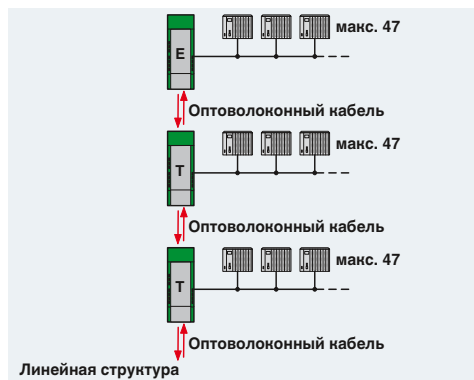 макс. 47
E
Оптоволоконный кабель
макс. 47
T
Оптоволоконный кабель
макс. 47
T
Оптоволоконный кабель
Линейная структура